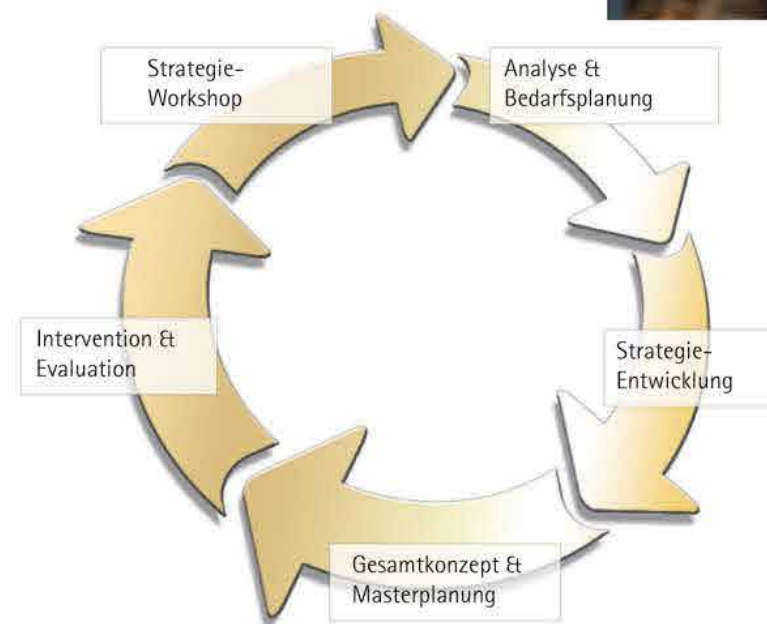 Strategie-
Workshop
Analyse &
Bedarfsplanung
Strategie-
Entwicklung
Gesamtkonzept &
Masterplanung
Intervention &
Evaluation